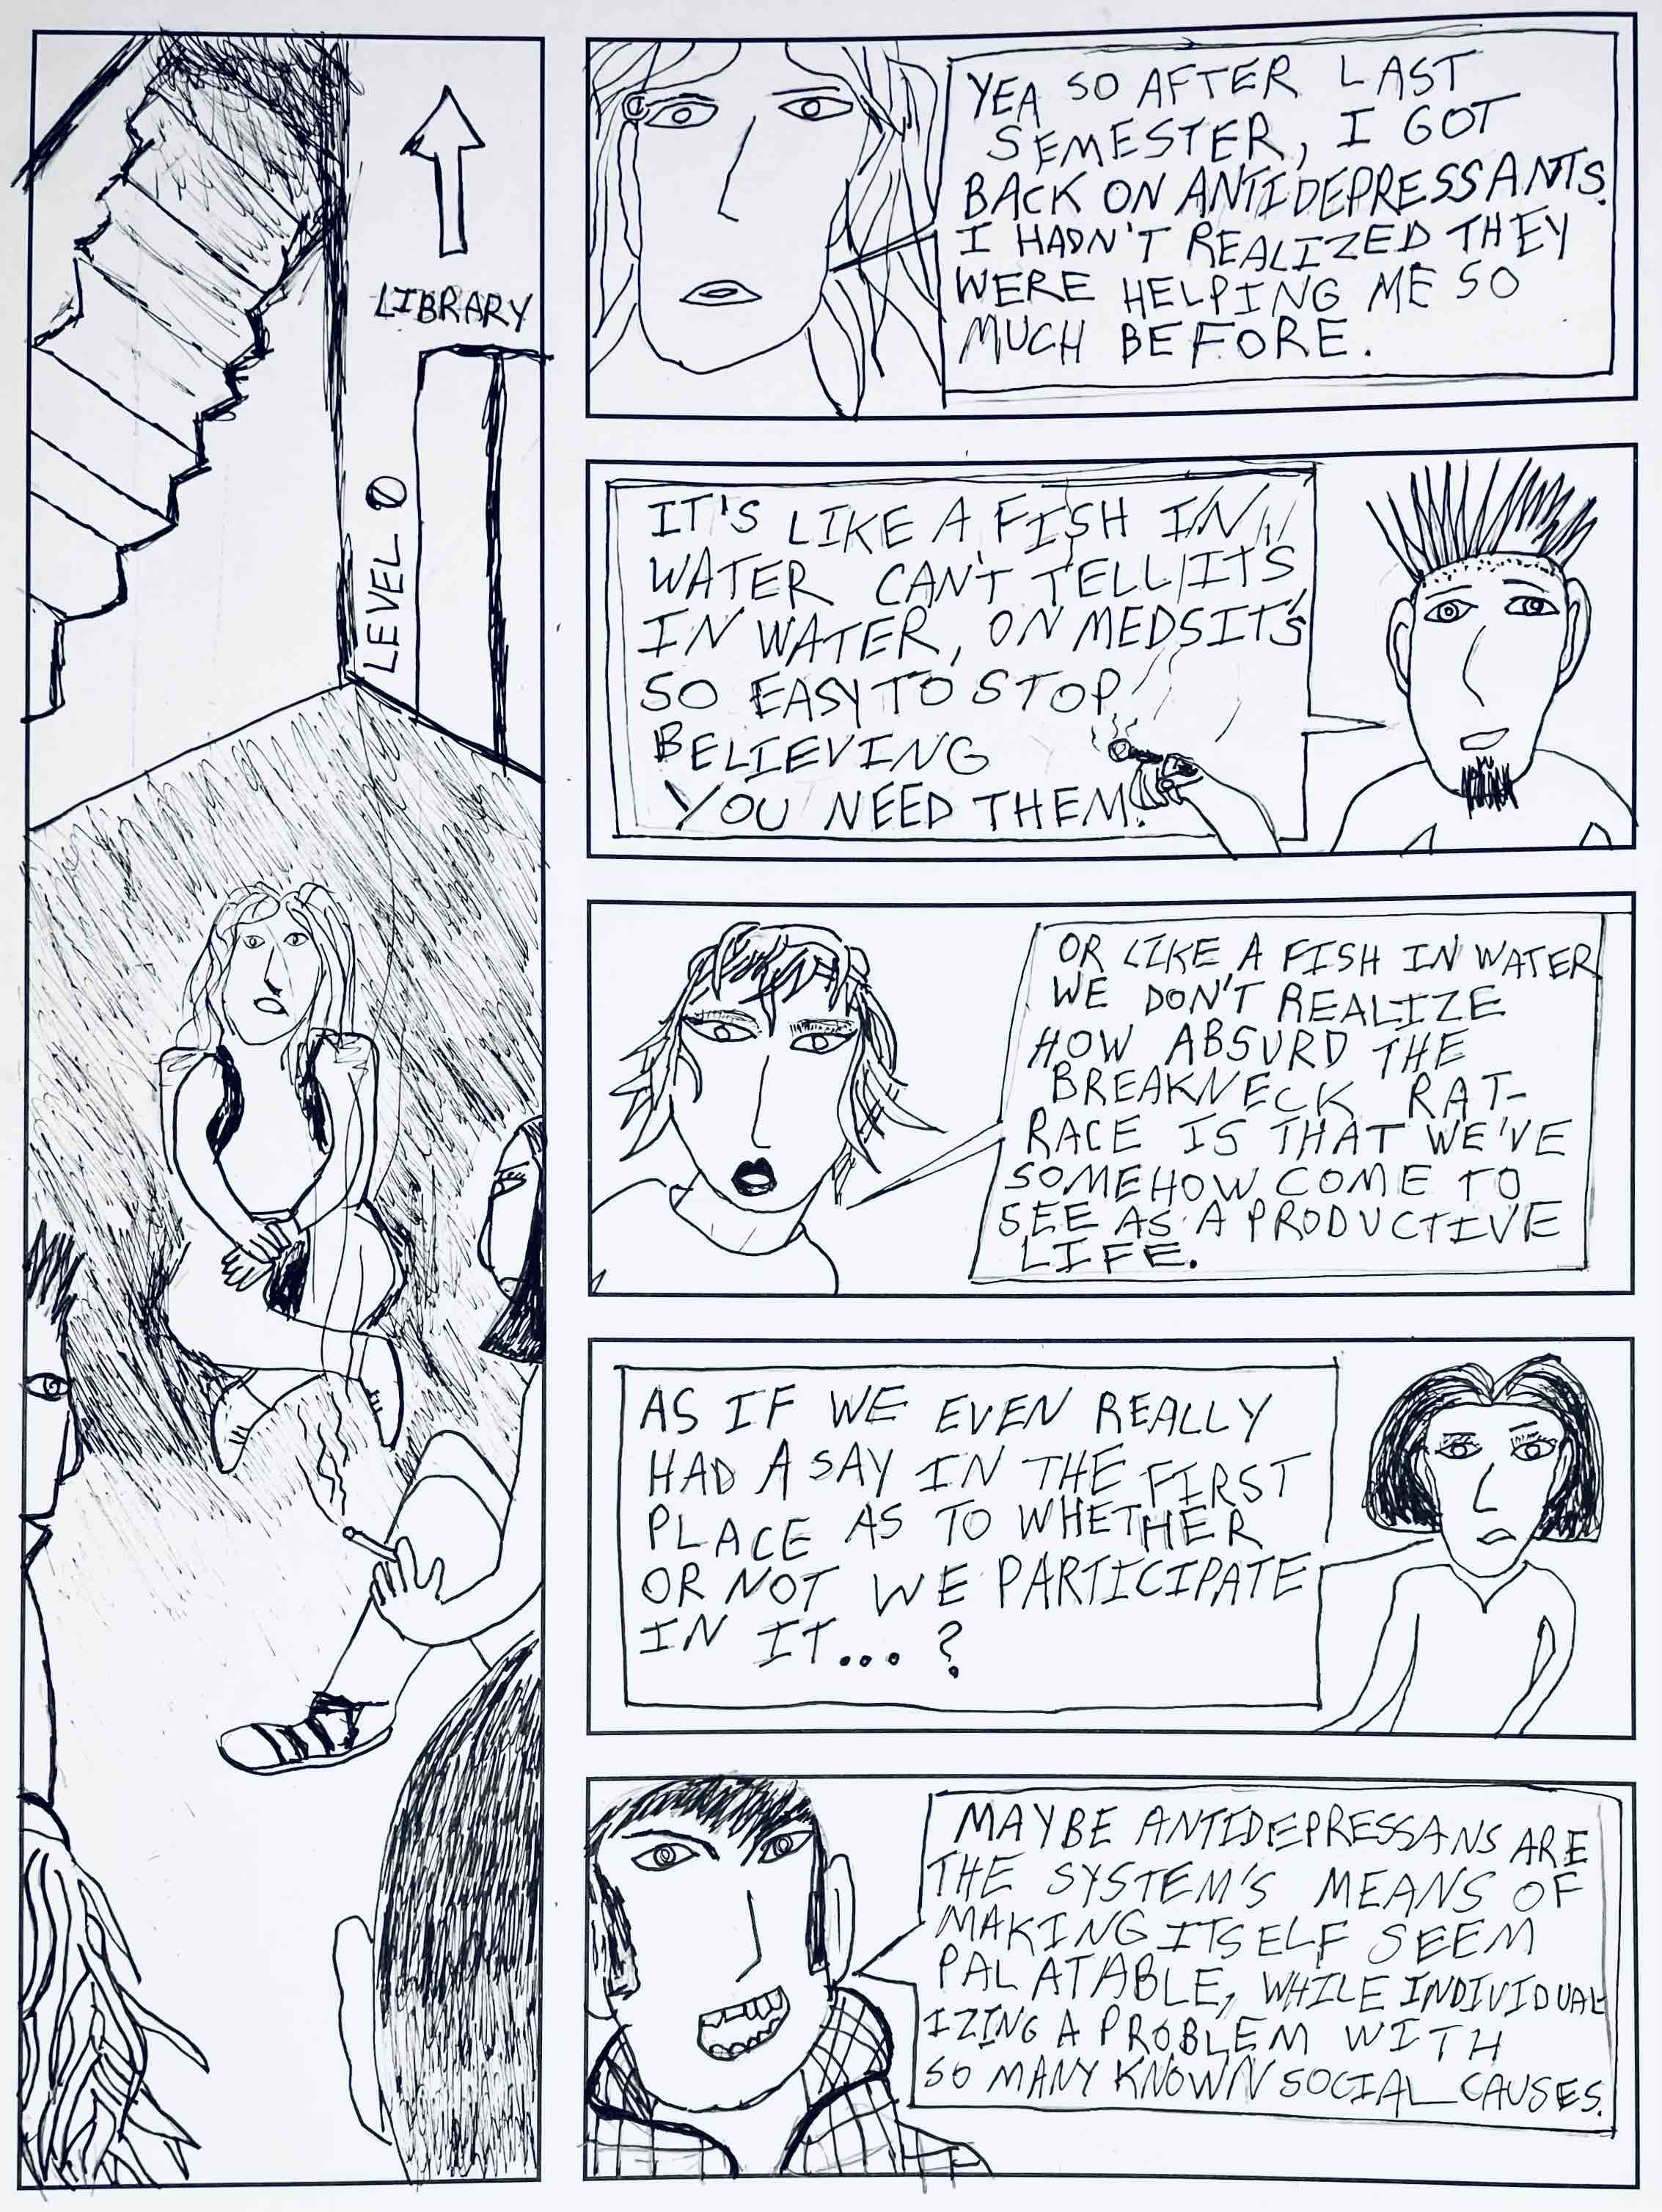 LIBRARY
LEVEL 0
YEA SO AFTER LAST
SEMESTER, I GOT
BACK ON ANTIDEPRESSANTS.
I HADN'T REALIZED THEY
WERE HELPING ME SO
MUCH BEFORE.
IT'S LIKE A FISH IN
WATER CAN'T TELL IT'S
IN WATER, ON MEDS IT'S
SO EASY TO STOP
BELIEVING
YOU NEED THEM.
OR LIKE A FISH IN WATER
WE DON'T REALIZE
HOW ABSURD THE
BREAKNECK RAT-
RACE IS THAT WE'VE
SOMEHOW COME TO
SEE AS A PRODUCTIVE
LIFE.
AS IF WE EVEN REALLY
HAD A SAY IN THE FIRST
PLACE AS TO WHETHER
OR NOT WE PARTICIPATE
IN IT... ?
MAYBE ANTIDEPRESSANS ARE
THE SYSTEM'S MEANS OF
MAKING ITSELF SEEM
PALATABLE, WHILE INDIVIDUAL-
IZING A PROBLEM WITH
SO MANY KNOWN SOCIAL CAUSES.